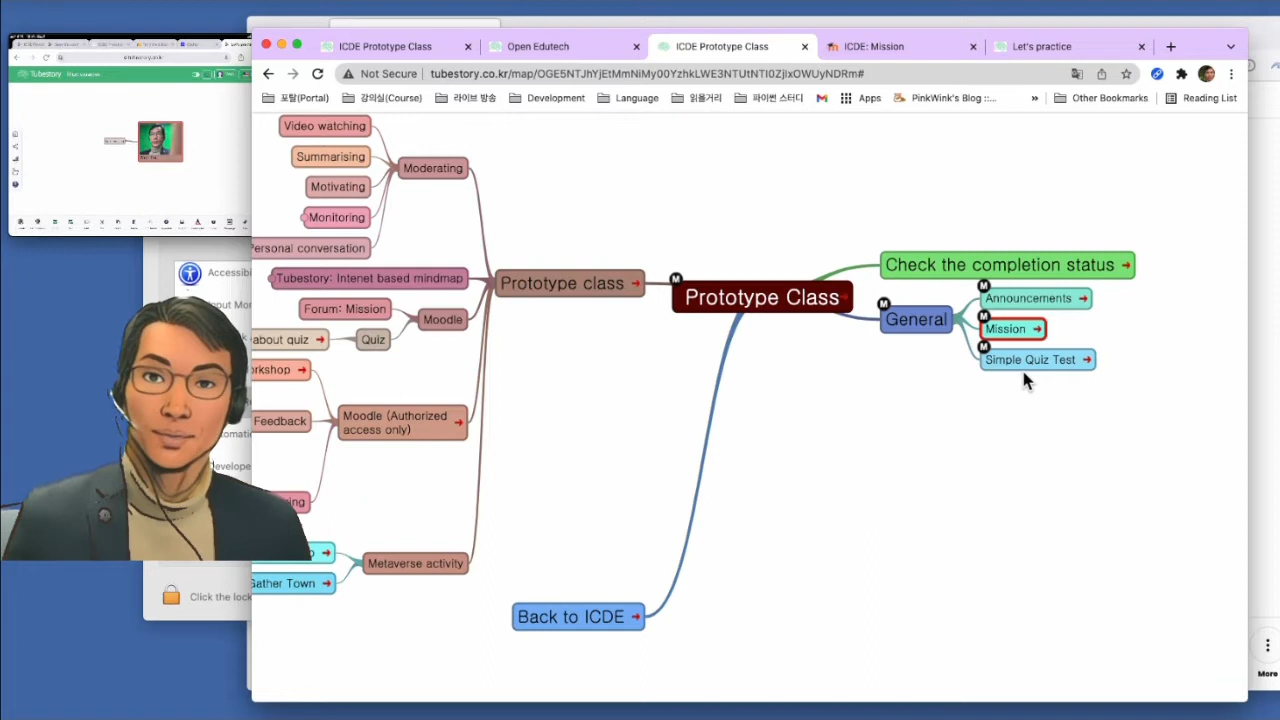 ICDE Prototype Class
Open Edutech
ICDE Prototype Class
ICDE: Mission
Let's practice
Not Secure
tubestory.co.kr/map/OGE5NTJhYjEtMmNiMy00YzhkLWE3NTUtNTI0ZjIxOWUyNDRm#
포탈(Portal)
강의실(Course)
라이브 방송
Development
Language
읽을거리
파이썬 스터디
Apps
PinkWink's Blog ::...
»
Other Bookmarks
Reading List
Tubestory
Video watching
Summarising
Motivating
Monitoring
Personal conversation
Moderating
Tubestory: Intenet based mindmap
Prototype class
Forum: Mission
Moodle
about quiz
Quiz
Feedback
Moodle (Authorized
access only)
Metaverse activity
Gather Town
Prototype Class
Check the completion status
General
M
M
M
M
M
Announcements
Mission
Simple Quiz Test
Back to ICDE
Click the lock
More